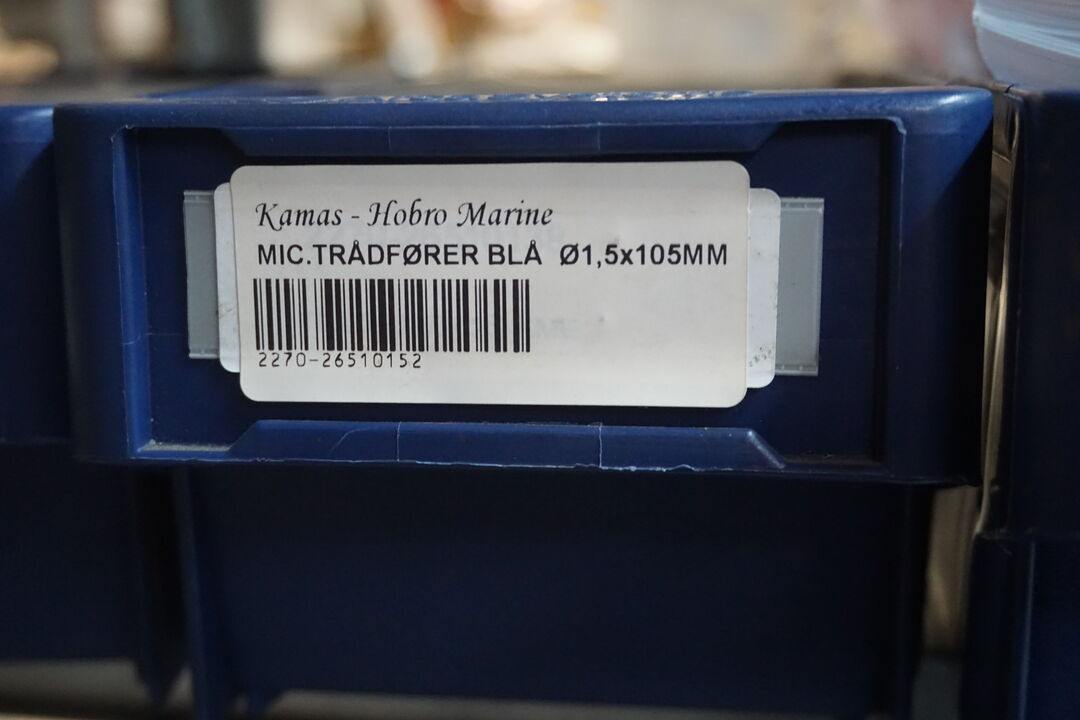 Kamas - Hobro Marine
MIC.TRÅDFØRER BLÅ Ø1,5x105MM
2270-26510152